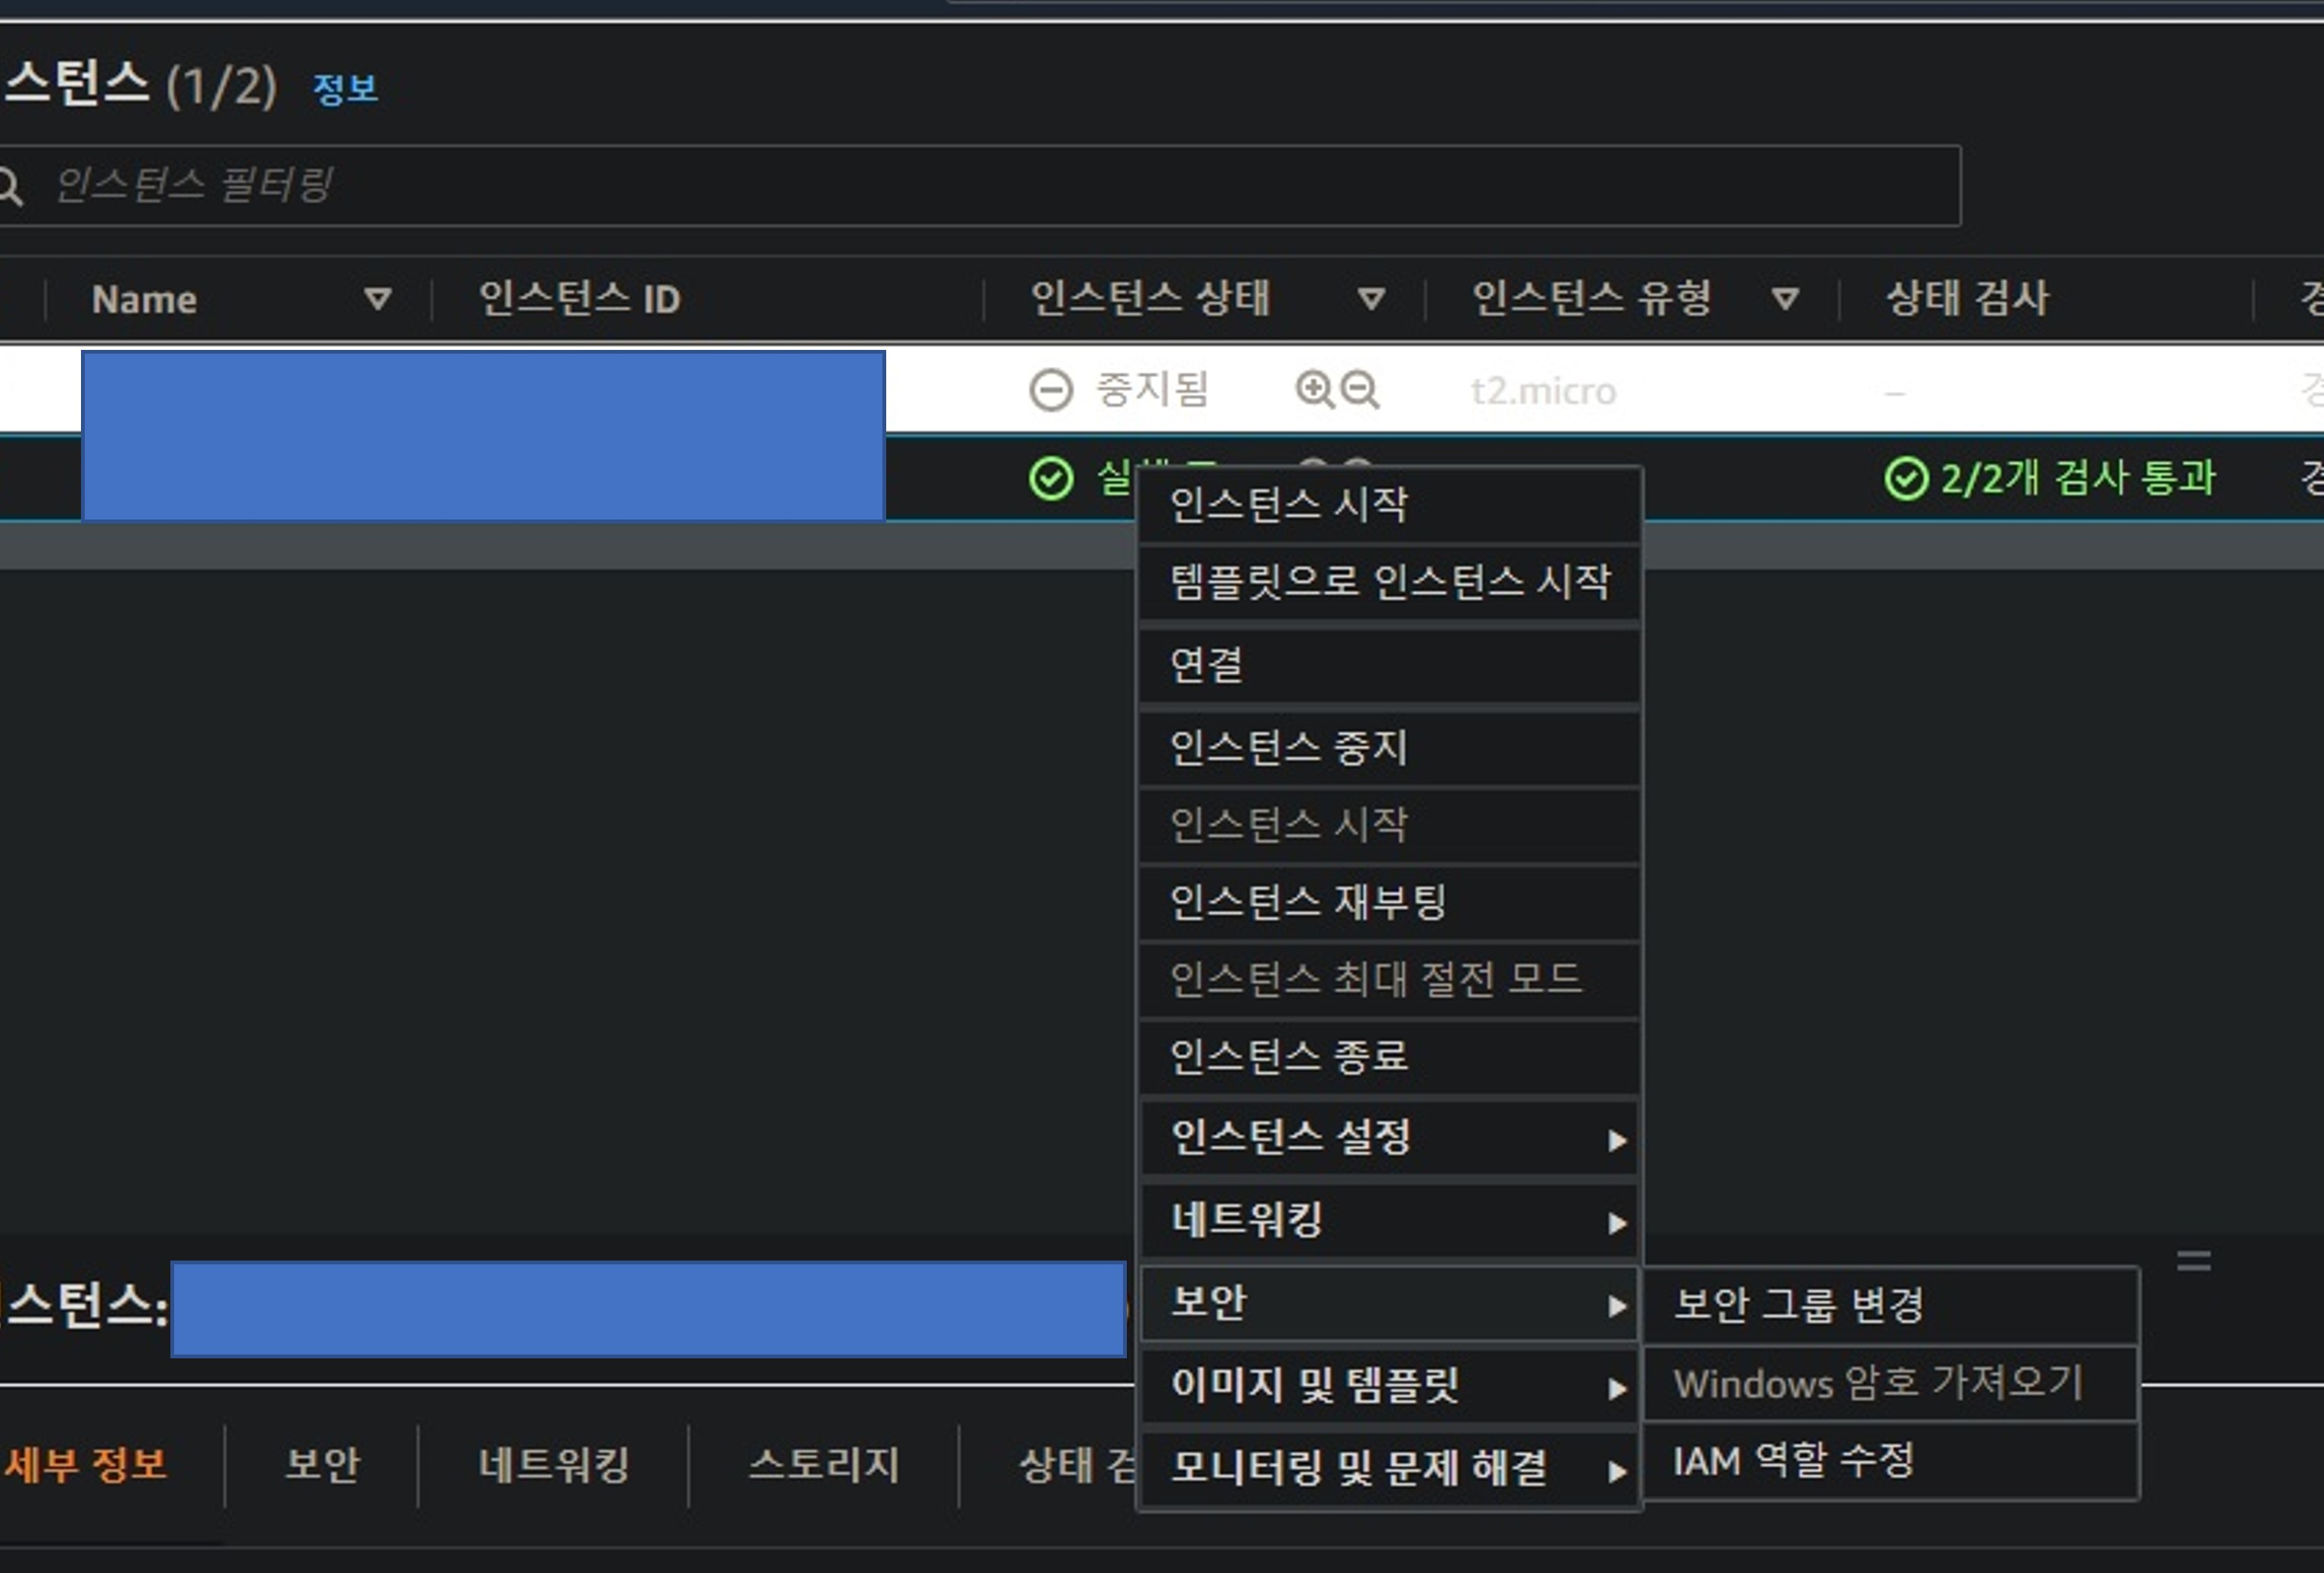 스턴스 (1/2) 정보
인스턴스 필터링
Name 인스턴스 ID 인스턴스 상태 인스턴스 유형 상태 검사
중지됨 t2.micro –
2/2개 검사 통과
인스턴스 시작
템플릿으로 인스턴스 시작
연결
인스턴스 중지
인스턴스 시작
인스턴스 재부팅
인스턴스 최대 절전 모드
인스턴스 종료
인스턴스 설정
네트워킹
보안
이미지 및 템플릿
모니터링 및 문제 해결
보안 그룹 변경
Windows 암호 가져오기
IAM 역할 수정
스턴스:
세부 정보 보안 네트워킹 스토리지 상태